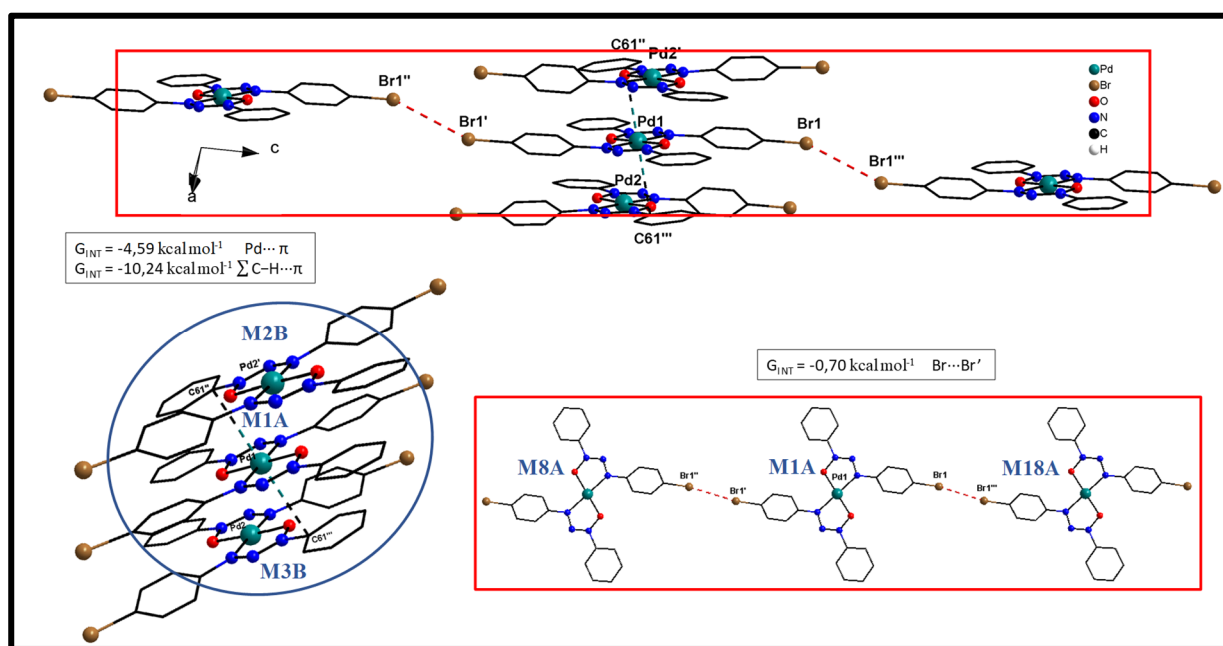 C61''
Pd2'
Br1''
Br1'
Pd1
Br1
Br1'''
Pd2
C61'''
c
a
Pd
Br
O
N
C
H
G_INT = -4,59 kcal mol⁻¹ Pd··· π
G_INT = -10,24 kcal mol⁻¹ ∑ C−H···π
M2B
Pd2'
C61''
M1A
Pd1
Pd2
C61'''
M3B
G_INT = -0,70 kcal mol⁻¹ Br···Br′
M8A
M1A
M18A
Br1''
Br1'
Pd1
Br1
Br1'''